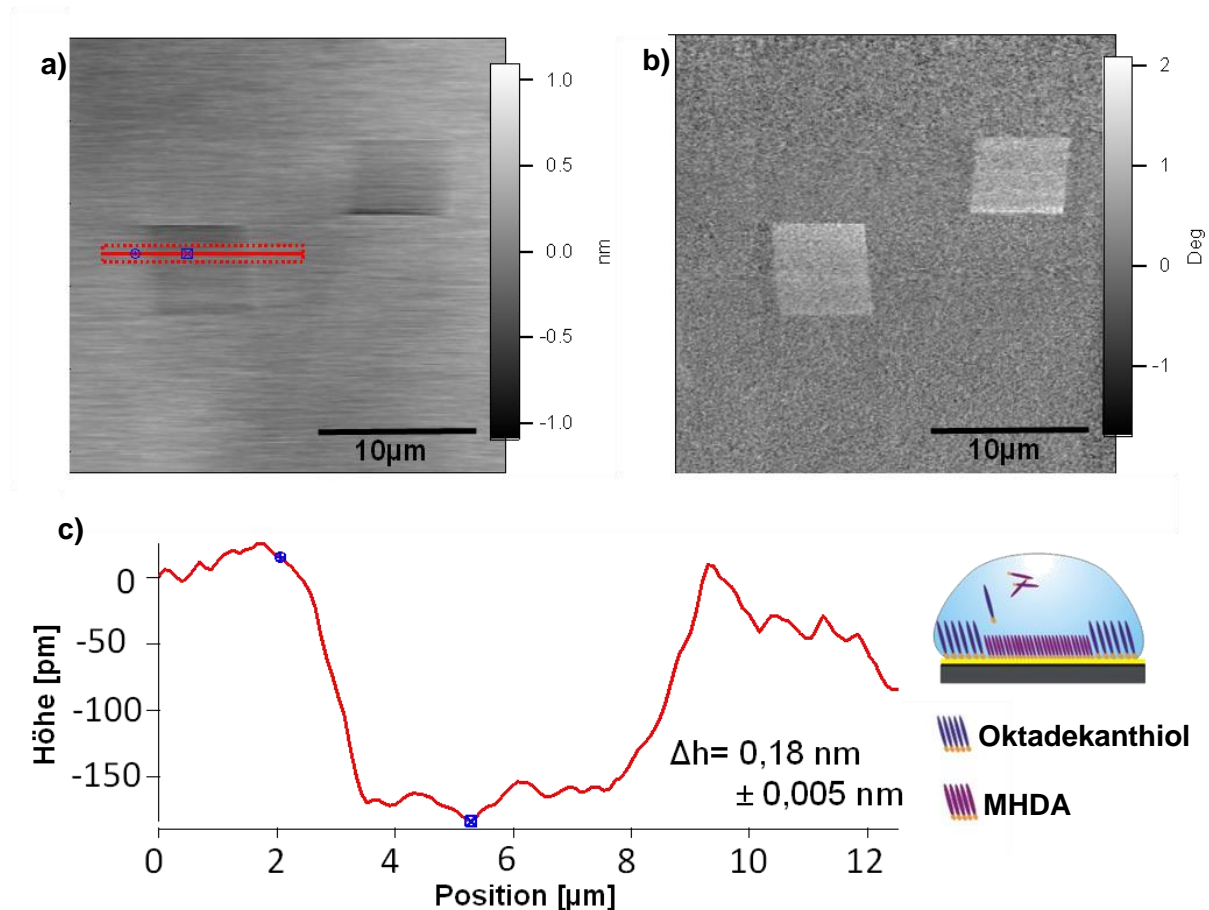 a)
1.0
0.5
0.0
-0.5
-1.0
nm
10µm
b)
2
1
0
-1
Deg
10µm
c)
0
-50
-100
-150
Höhe [pm]
0 2 4 6 8 10 12
Position [µm]
Δh= 0,18 nm
± 0,005 nm
Oktadekanthiol
MHDA